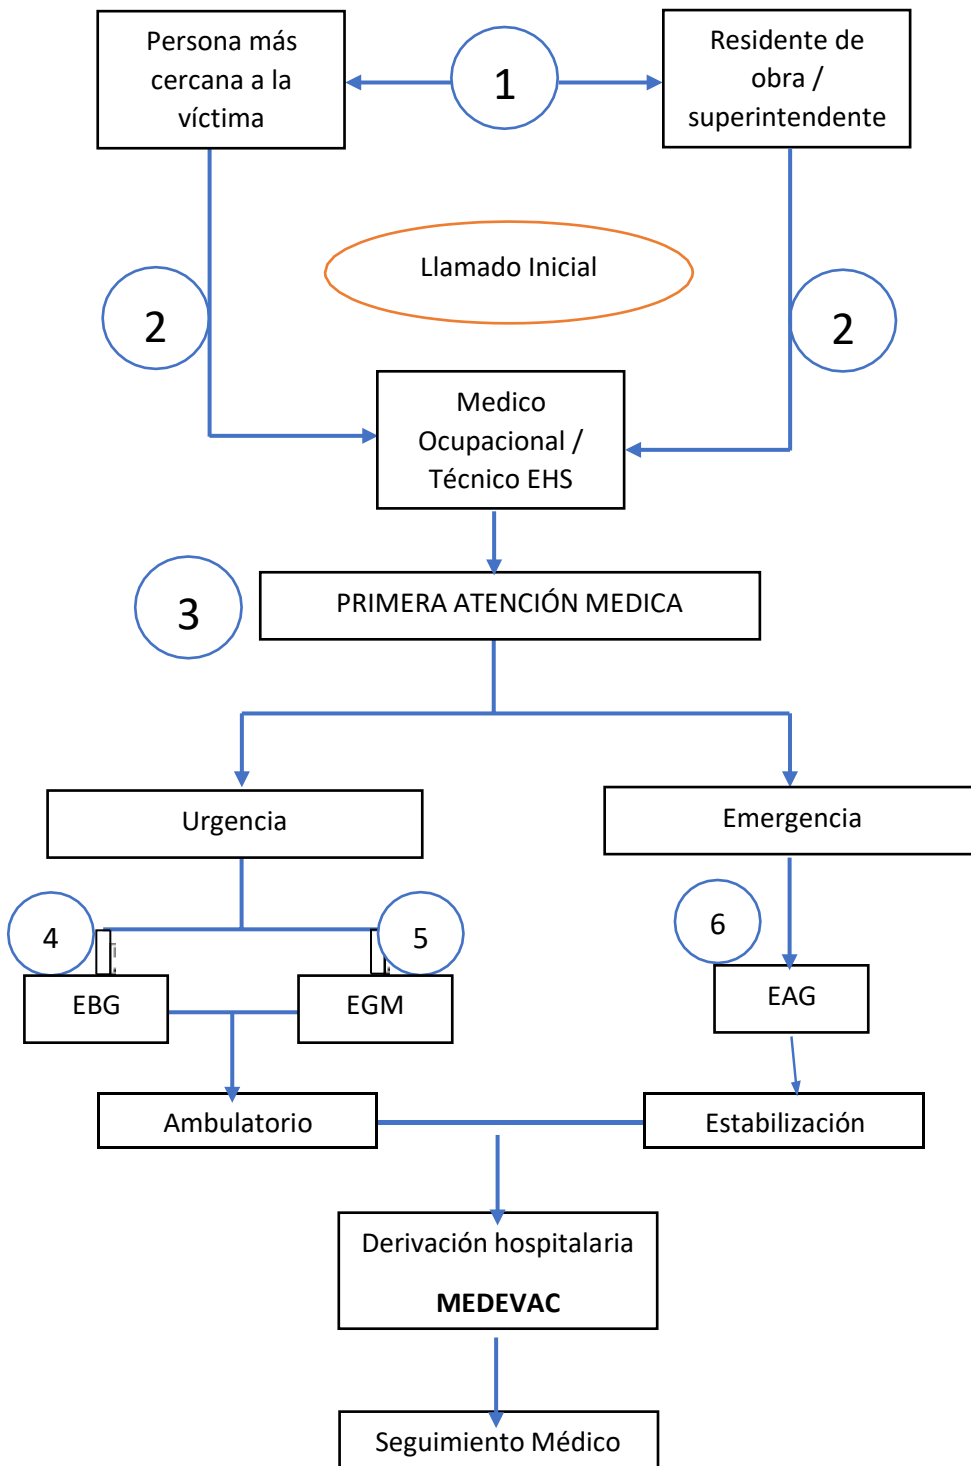 Persona más
cercana a la
víctima
1
Residente de
obra /
superintendente
Llamado Inicial
2
2
Medico
Ocupacional /
Técnico EHS
3
PRIMERA ATENCIÓN MEDICA
Urgencia
Emergencia
4
5
6
EBG
EGM
EAG
Ambulatorio
Estabilización
Derivación hospitalaria
MEDEVAC
Seguimiento Médico